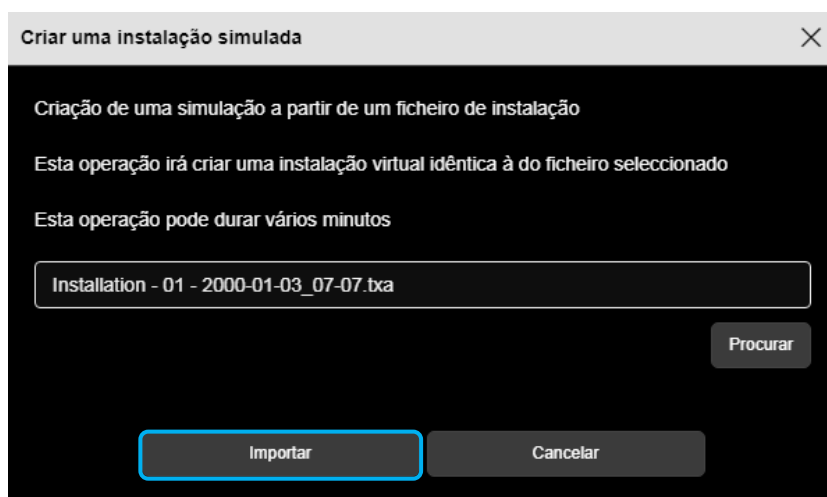 Criar uma instalação simulada
Criação de uma simulação a partir de um ficheiro de instalação
Esta operação irá criar uma instalação virtual idêntica à do ficheiro seleccionado
Esta operação pode durar vários minutos
Installation - 01 - 2000-01-03_07-07.txa
Procurar
Importar
Cancelar